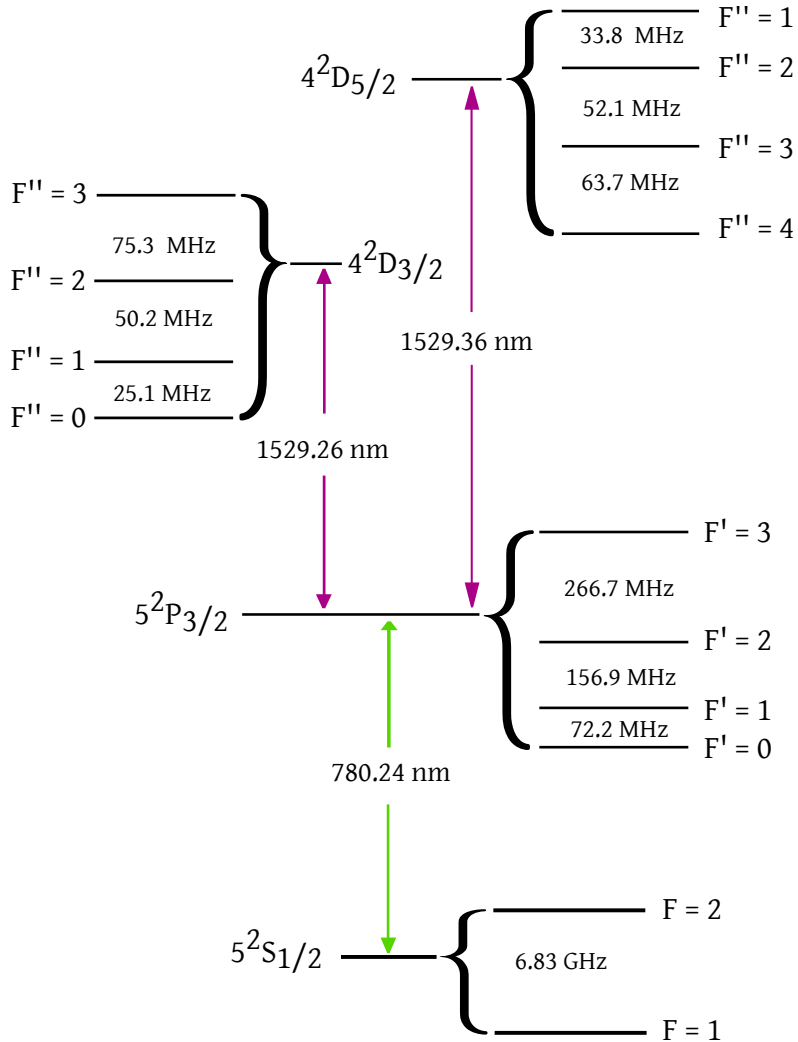 F'' = 1
33.8 MHz
F'' = 2
4²D5/2
52.1 MHz
F'' = 3
63.7 MHz
F'' = 4
F'' = 3
75.3 MHz
4²D3/2
F'' = 2
50.2 MHz
1529.36 nm
F'' = 1
25.1 MHz
F'' = 0
1529.26 nm
F' = 3
266.7 MHz
5²P3/2
F' = 2
156.9 MHz
F' = 1
72.2 MHz
F' = 0
780.24 nm
F = 2
5²S1/2
6.83 GHz
F = 1